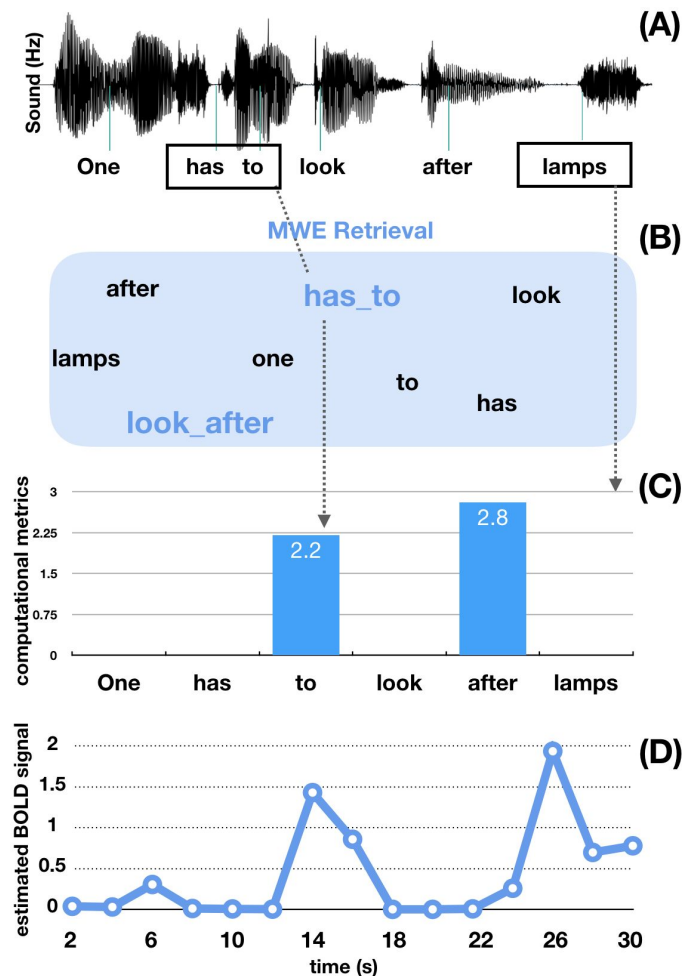 (A)
Sound (Hz)
One has to look after lamps
MWE Retrieval
(B)
after has_to look
lamps one to
has
look_after
(C)
computational metrics
3
2.25
1.5
0.75
0
2.2
2.8
One has to look after lamps
(D)
estimated BOLD signal
2
1.5
1
0.5
0
2 6 10 14 18 22 26 30
time (s)